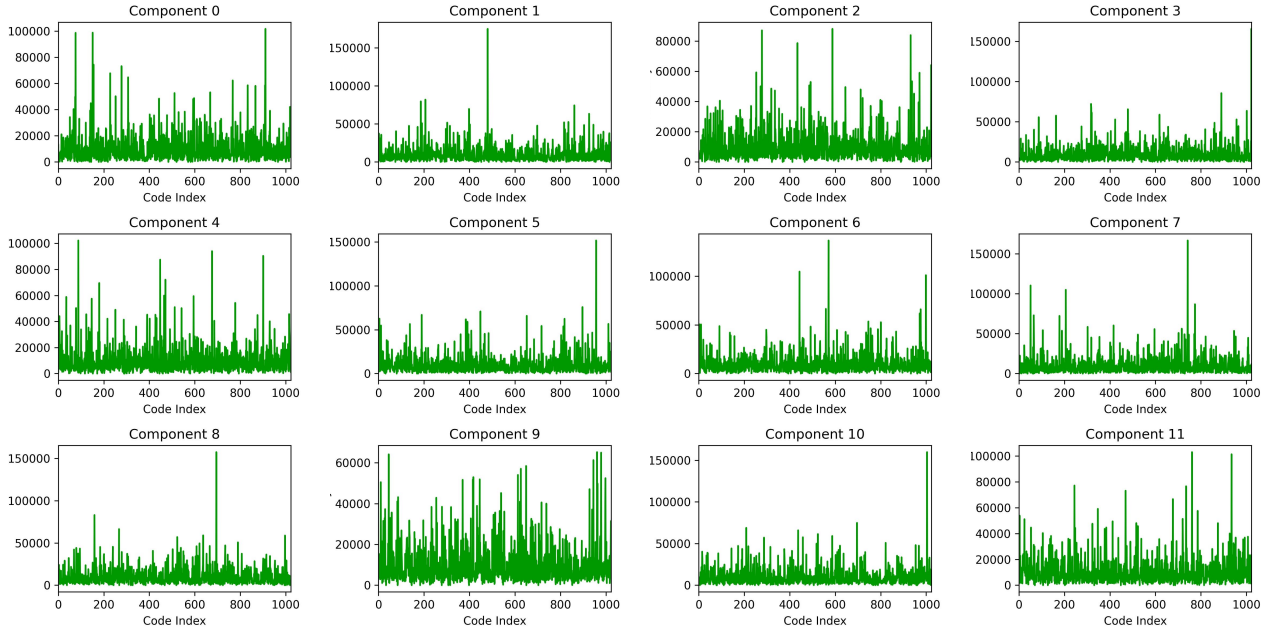 Component 0 Component 1 Component 2 Component 3
100000 80000 60000 40000 20000 0
150000 100000 50000 0
80000 60000 40000 20000 0
150000 100000 50000 0
0 200 400 600 800 1000 0 200 400 600 800 1000 0 200 400 600 800 1000 0 200 400 600 800 1000
Code Index Code Index Code Index Code Index
Component 4 Component 5 Component 6 Component 7
100000 80000 60000 40000 20000 0
150000 100000 50000 0
100000 50000 0
150000 100000 50000 0
0 200 400 600 800 1000 0 200 400 600 800 1000 0 200 400 600 800 1000 0 200 400 600 800 1000
Code Index Code Index Code Index Code Index
Component 8 Component 9 Component 10 Component 11
150000 100000 50000 0
60000 40000 20000 0
150000 100000 50000 0
100000 80000 60000 40000 20000 0
0 200 400 600 800 1000 0 200 400 600 800 1000 0 200 400 600 800 1000 0 200 400 600 800 1000
Code Index Code Index Code Index Code Index